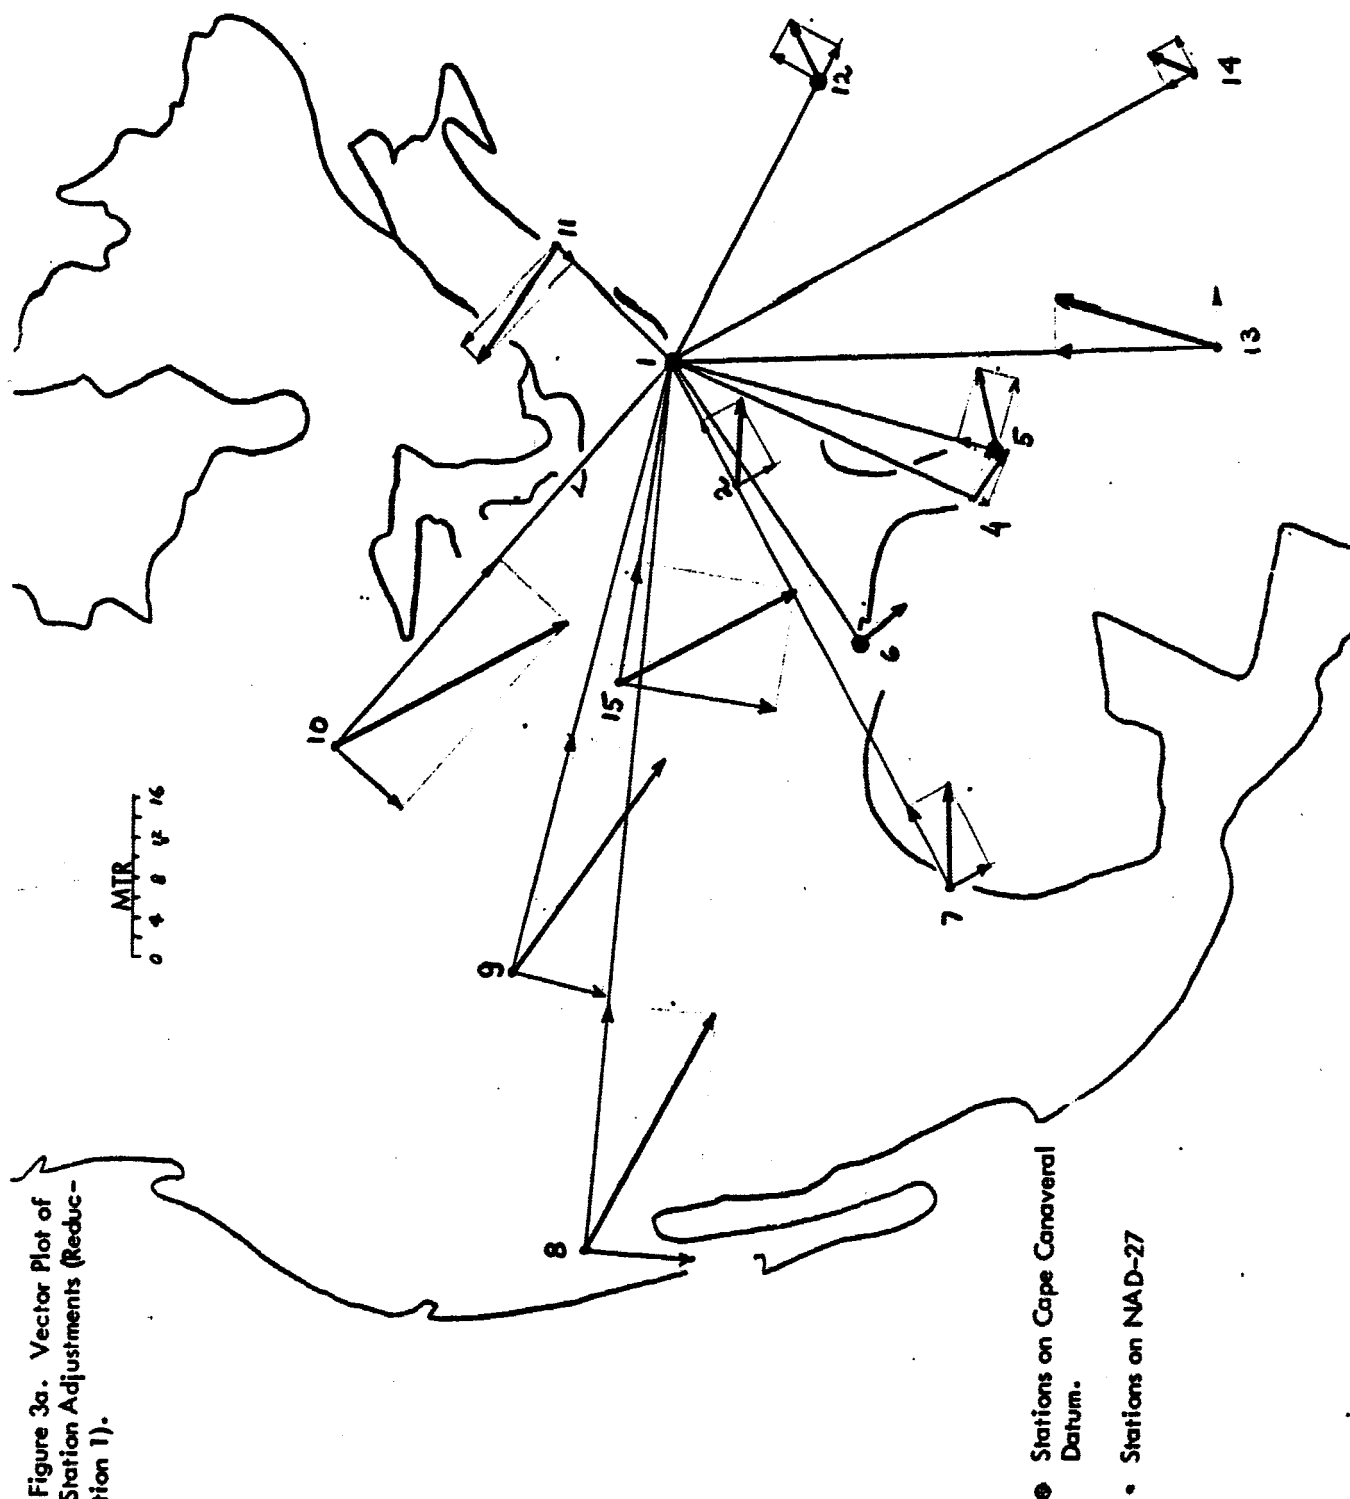 Figure 3a. Vector Plot of
Station Adjustments (Reduc-
tion 1).
MTR
0 4 8 12 16
1
2
4
5
6
7
8
9
10
11
12
13
14
15
Stations on Cape Canaveral
Datum.
Stations on NAD-27